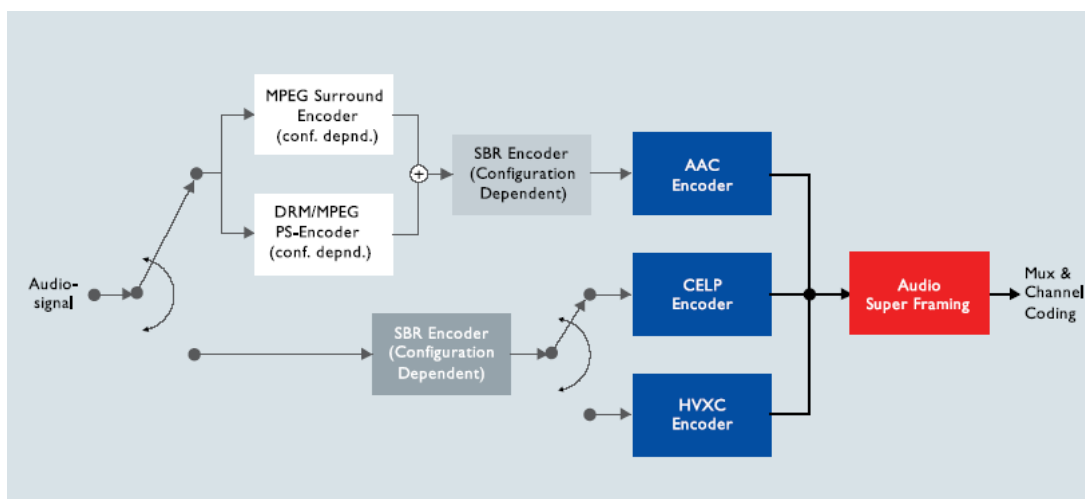 MPEG Surround
Encoder
(conf. depnd.)
SBR Encoder
(Configuration
Dependent)
AAC
Encoder
DRM/MPEG
PS-Encoder
(conf. depnd.)
Audio-
signal
CELP
Encoder
Audio
Super Framing
Mux &
Channel
Coding
SBR Encoder
(Configuration
Dependent)
HVXC
Encoder